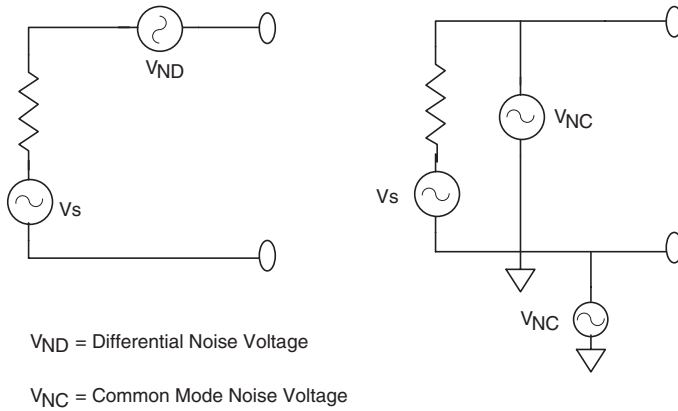 VND
Vs
VNC
Vs
VNC
VND = Differential Noise Voltage
VNC = Common Mode Noise Voltage